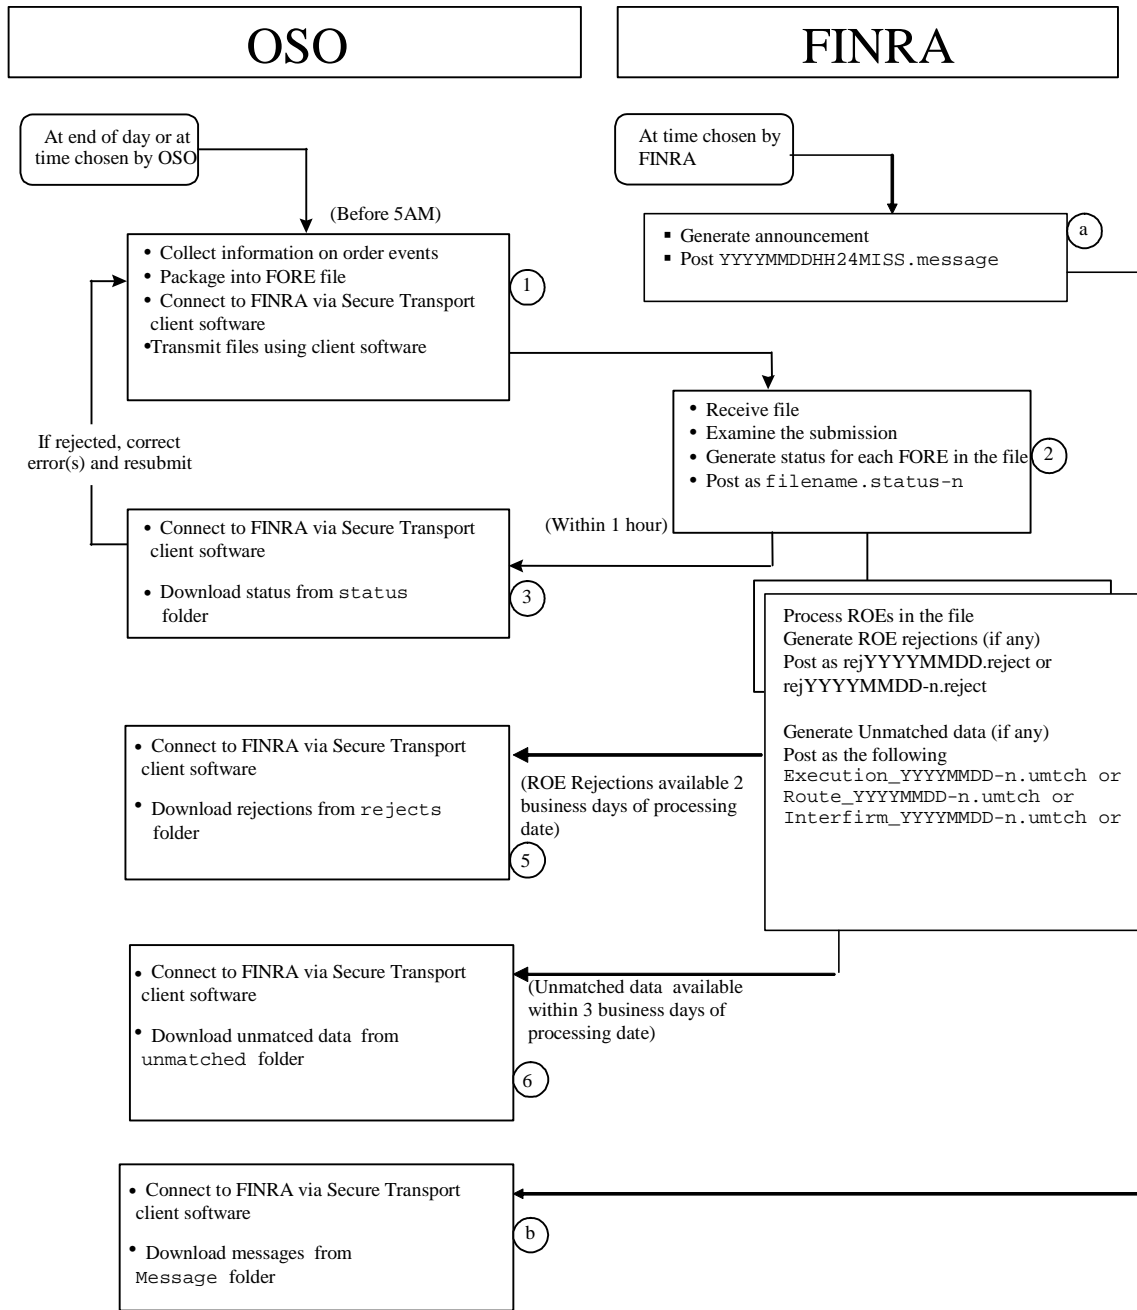 OSO
FINRA
At end of day or at
time chosen by OSO
At time chosen by
FINRA
(Before 5AM)
▪ Generate announcement
▪ Post YYYYMMDDHH24MISS.message
a
• Collect information on order events
• Package into FORE file
• Connect to FINRA via Secure Transport
client software
•Transmit files using client software
1
• Receive file
• Examine the submission
• Generate status for each FORE in the file
• Post as filename.status-n
2
If rejected, correct
error(s) and resubmit
(Within 1 hour)
• Connect to FINRA via Secure Transport
client software
• Download status from status
folder
3
Process ROEs in the file
Generate ROE rejections (if any)
Post as rejYYYYMMDD.reject or
rejYYYYMMDD-n.reject
Generate Unmatched data (if any)
Post as the following
Execution_YYYYMMDD-n.umtch or
Route_YYYYMMDD-n.umtch or
Interfirm_YYYYMMDD-n.umtch or
• Connect to FINRA via Secure Transport
client software
• Download rejections from rejects
folder
(ROE Rejections available 2
business days of processing
date)
5
• Connect to FINRA via Secure Transport
client software
• Download unmatced data from
unmatched folder
(Unmatched data available
within 3 business days of
processing date)
6
• Connect to FINRA via Secure Transport
client software
• Download messages from
Message folder
b